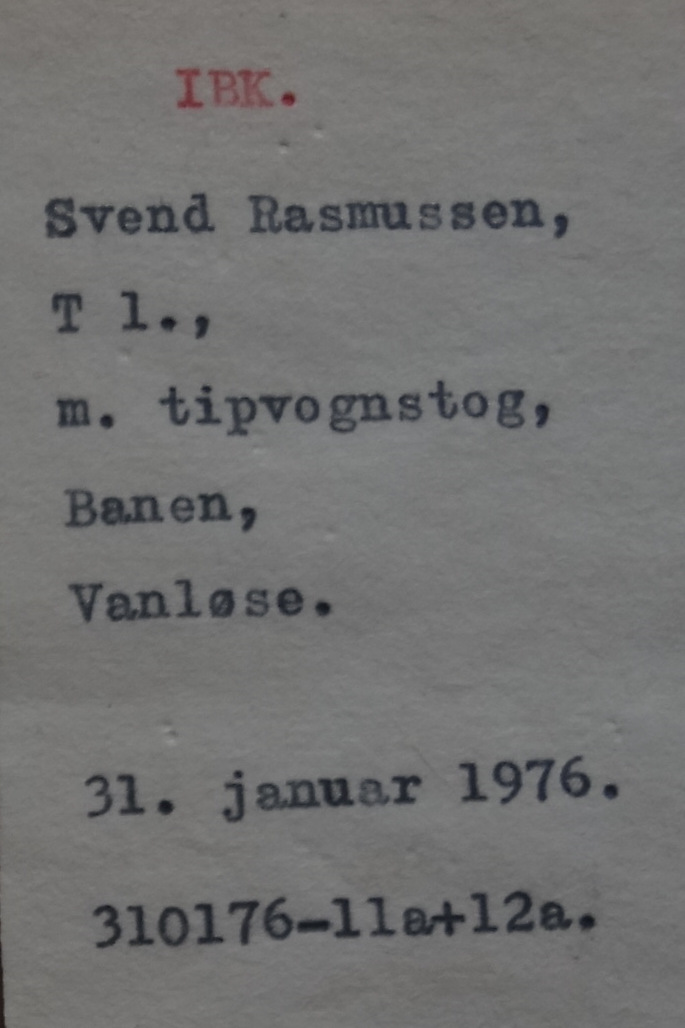 IBK.
Svend Rasmussen,
T 1.,
m. tipvognstog,
Banen,
Vanløse.
31. januar 1976.
310176-11a+12a.